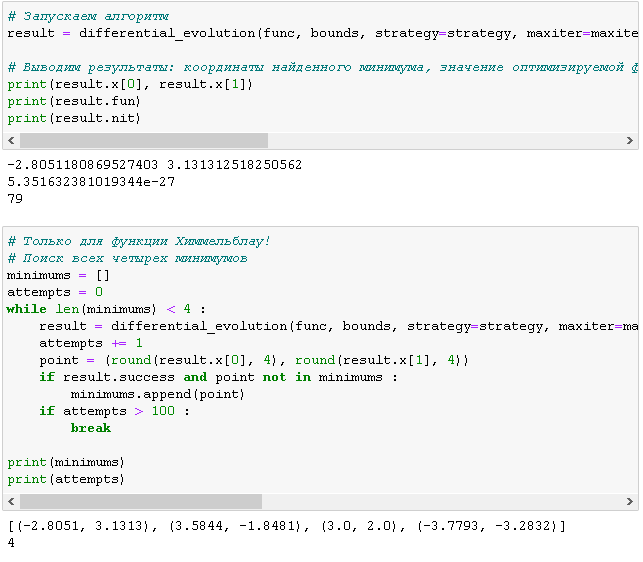 # Запускаем алгоритм
result = differential_evolution(func, bounds, strategy=strategy, maxiter=maxite
# Выводим результаты: координаты найденного минимума, значение оптимизируемой ф
print(result.x[0], result.x[1])
print(result.fun)
print(result.nit)
-2.8051180869527403 3.131312518250562
5.351632381019344e-27
79
# Только для функции Химмельблау!
# Поиск всех четырех минимумов
minimums = []
attempts = 0
while len(minimums) < 4 :
    result = differential_evolution(func, bounds, strategy=strategy, maxiter=ma
    attempts += 1
    point = (round(result.x[0], 4), round(result.x[1], 4))
    if result.success and point not in minimums :
        minimums.append(point)
    if attempts > 100 :
        break
print(minimums)
print(attempts)
[(-2.8051, 3.1313), (3.5844, -1.8481), (3.0, 2.0), (-3.7793, -3.2832)]
4